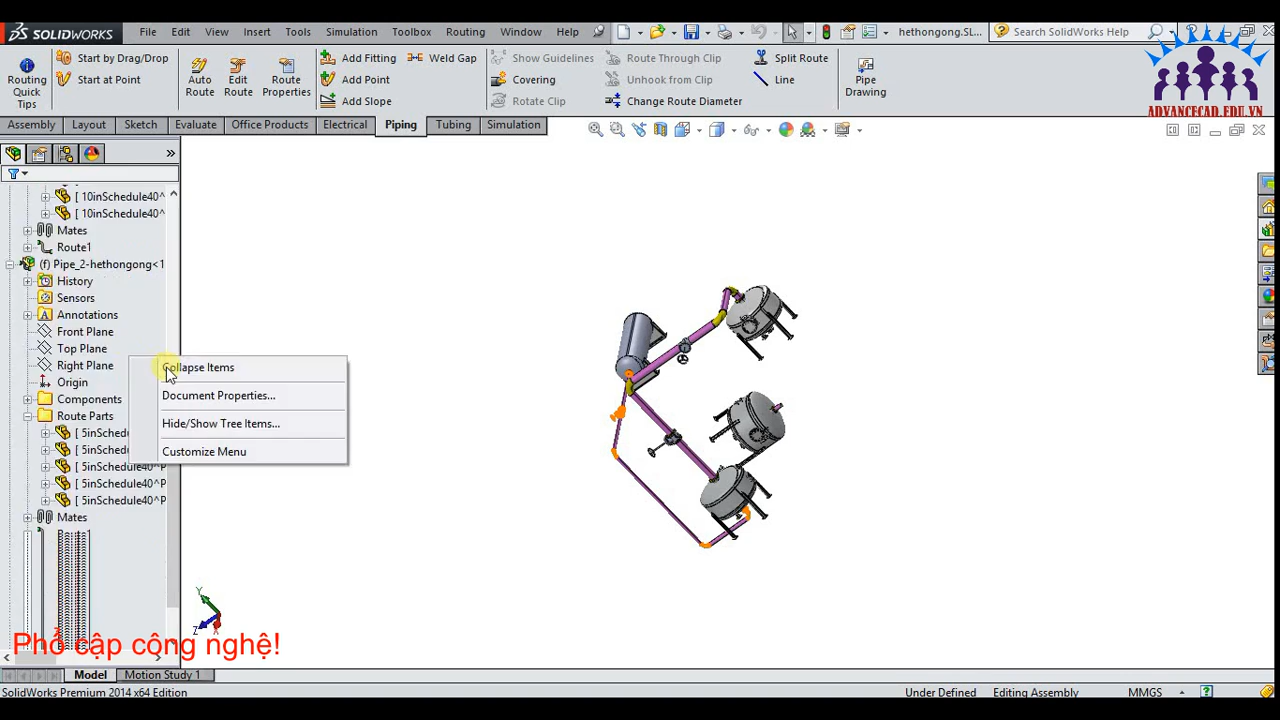 SOLIDWORKS File Edit View Insert Tools Simulation Toolbox Routing Window Help hethongong.SL... Search SolidWorks Help
Routing Quick Tips
Start by Drag/Drop
Start at Point
Auto Route
Edit Route
Route Properties
Add Fitting
Weld Gap
Add Point
Add Slope
Show Guidelines
Covering
Rotate Clip
Route Through Clip
Unhook from Clip
Change Route Diameter
Split Route
Line
Pipe Drawing
ADVANCECAD.EDU.VN
Assembly Layout Sketch Evaluate Office Products Electrical Piping Tubing Simulation
[ 10inSchedule40^
[ 10inSchedule40^
Mates
Route1
(f) Pipe_2-hethongong<1
History
Sensors
Annotations
Front Plane
Top Plane
Right Plane
Origin
Components
Route Parts
[ 5inSchedu
[ 5inSchedu
[ 5inSchedule40^P
[ 5inSchedule40^P
[ 5inSchedule40^P
Mates
Collapse Items
Document Properties...
Hide/Show Tree Items...
Customize Menu
Y
Z
X
Phổ cập công nghệ!
Model Motion Study 1
SolidWorks Premium 2014 x64 Edition Under Defined Editing Assembly MMGS